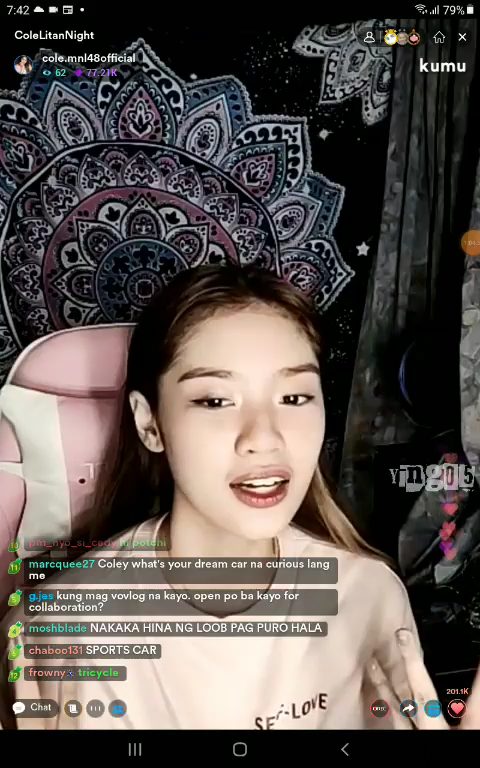 7:42
79%
ColeLitanNight
cole.mnl48official
62 77.21K
kumu
Yingo5
marcquee27 Coley what's your dream car na curious lang
me
g.jes kung mag vovlog na kayo, open po ba kayo for
collaboration?
moshblade NAKAKA HINA NG LOOB PAG PURO HALA
chaboo131 SPORTS CAR
frowny tricycle
SELF-LOVE
201.1K
Chat